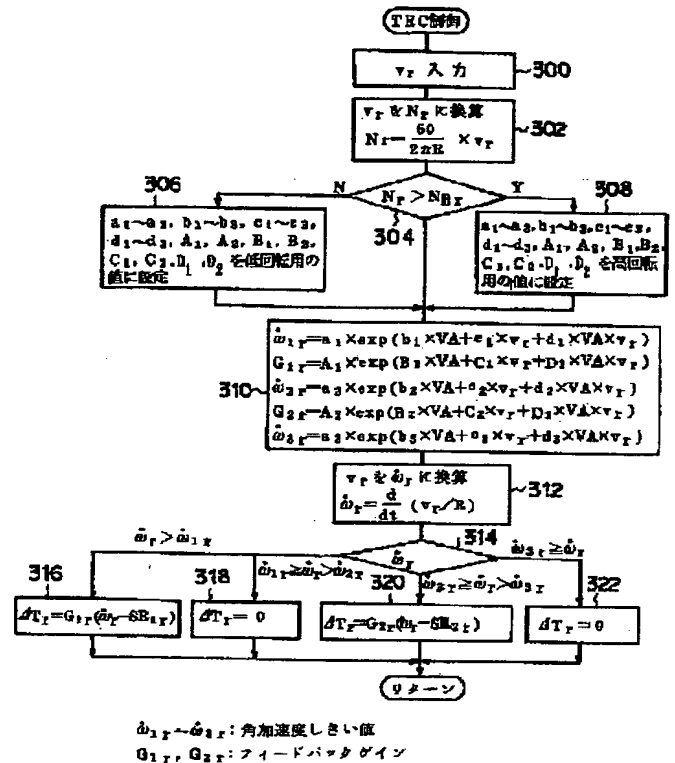 TRC制御
vr 入力
300
vr を Nr に換算
Nr=60/2πR ×vr
302
306
N
Nr>NBr
Y
304
308
a1~a3, b1~b3, c1~c3,
d1~d3, A1, A2, B1, B2,
C1, C2, D1, D2 を低回転用の
値に設定
a1~a3, b1~b3, c1~c3,
d1~d3, A1, A2, B1, B2,
C1, C2, D1, D2 を高回転
用の値に設定
310
ω̇1r=a1×exp(b1×VA+c1×vr+d1×VA×vr)
G1r=A1×exp(B1×VA+C1×vr+D1×VA×vr)
ω̇2r=a2×exp(b2×VA+c2×vr+d2×VA×vr)
G2r=A2×exp(B2×VA+C2×vr+D2×VA×vr)
ω̇3r=a3×exp(b3×VA+c3×vr+d3×VA×vr)
vr を ω̇r に換算
ω̇r=d/dt (vr/R)
312
314
ω̇r
ω̇r>ω̇1r
ω̇1r≧ω̇r>ω̇2r
ω̇2r≧ω̇r>ω̇3r
ω̇3r≧ω̇r
316
318
320
322
ΔTr=G1r(ω̇r-SE1r)
ΔTr=0
ΔTr=G2r(ω̇r-SE2r)
ΔTr=0
リターン
ω̇1r~ω̇3r:角加速度しきい値
G1r, G2r:フィードバックゲイン